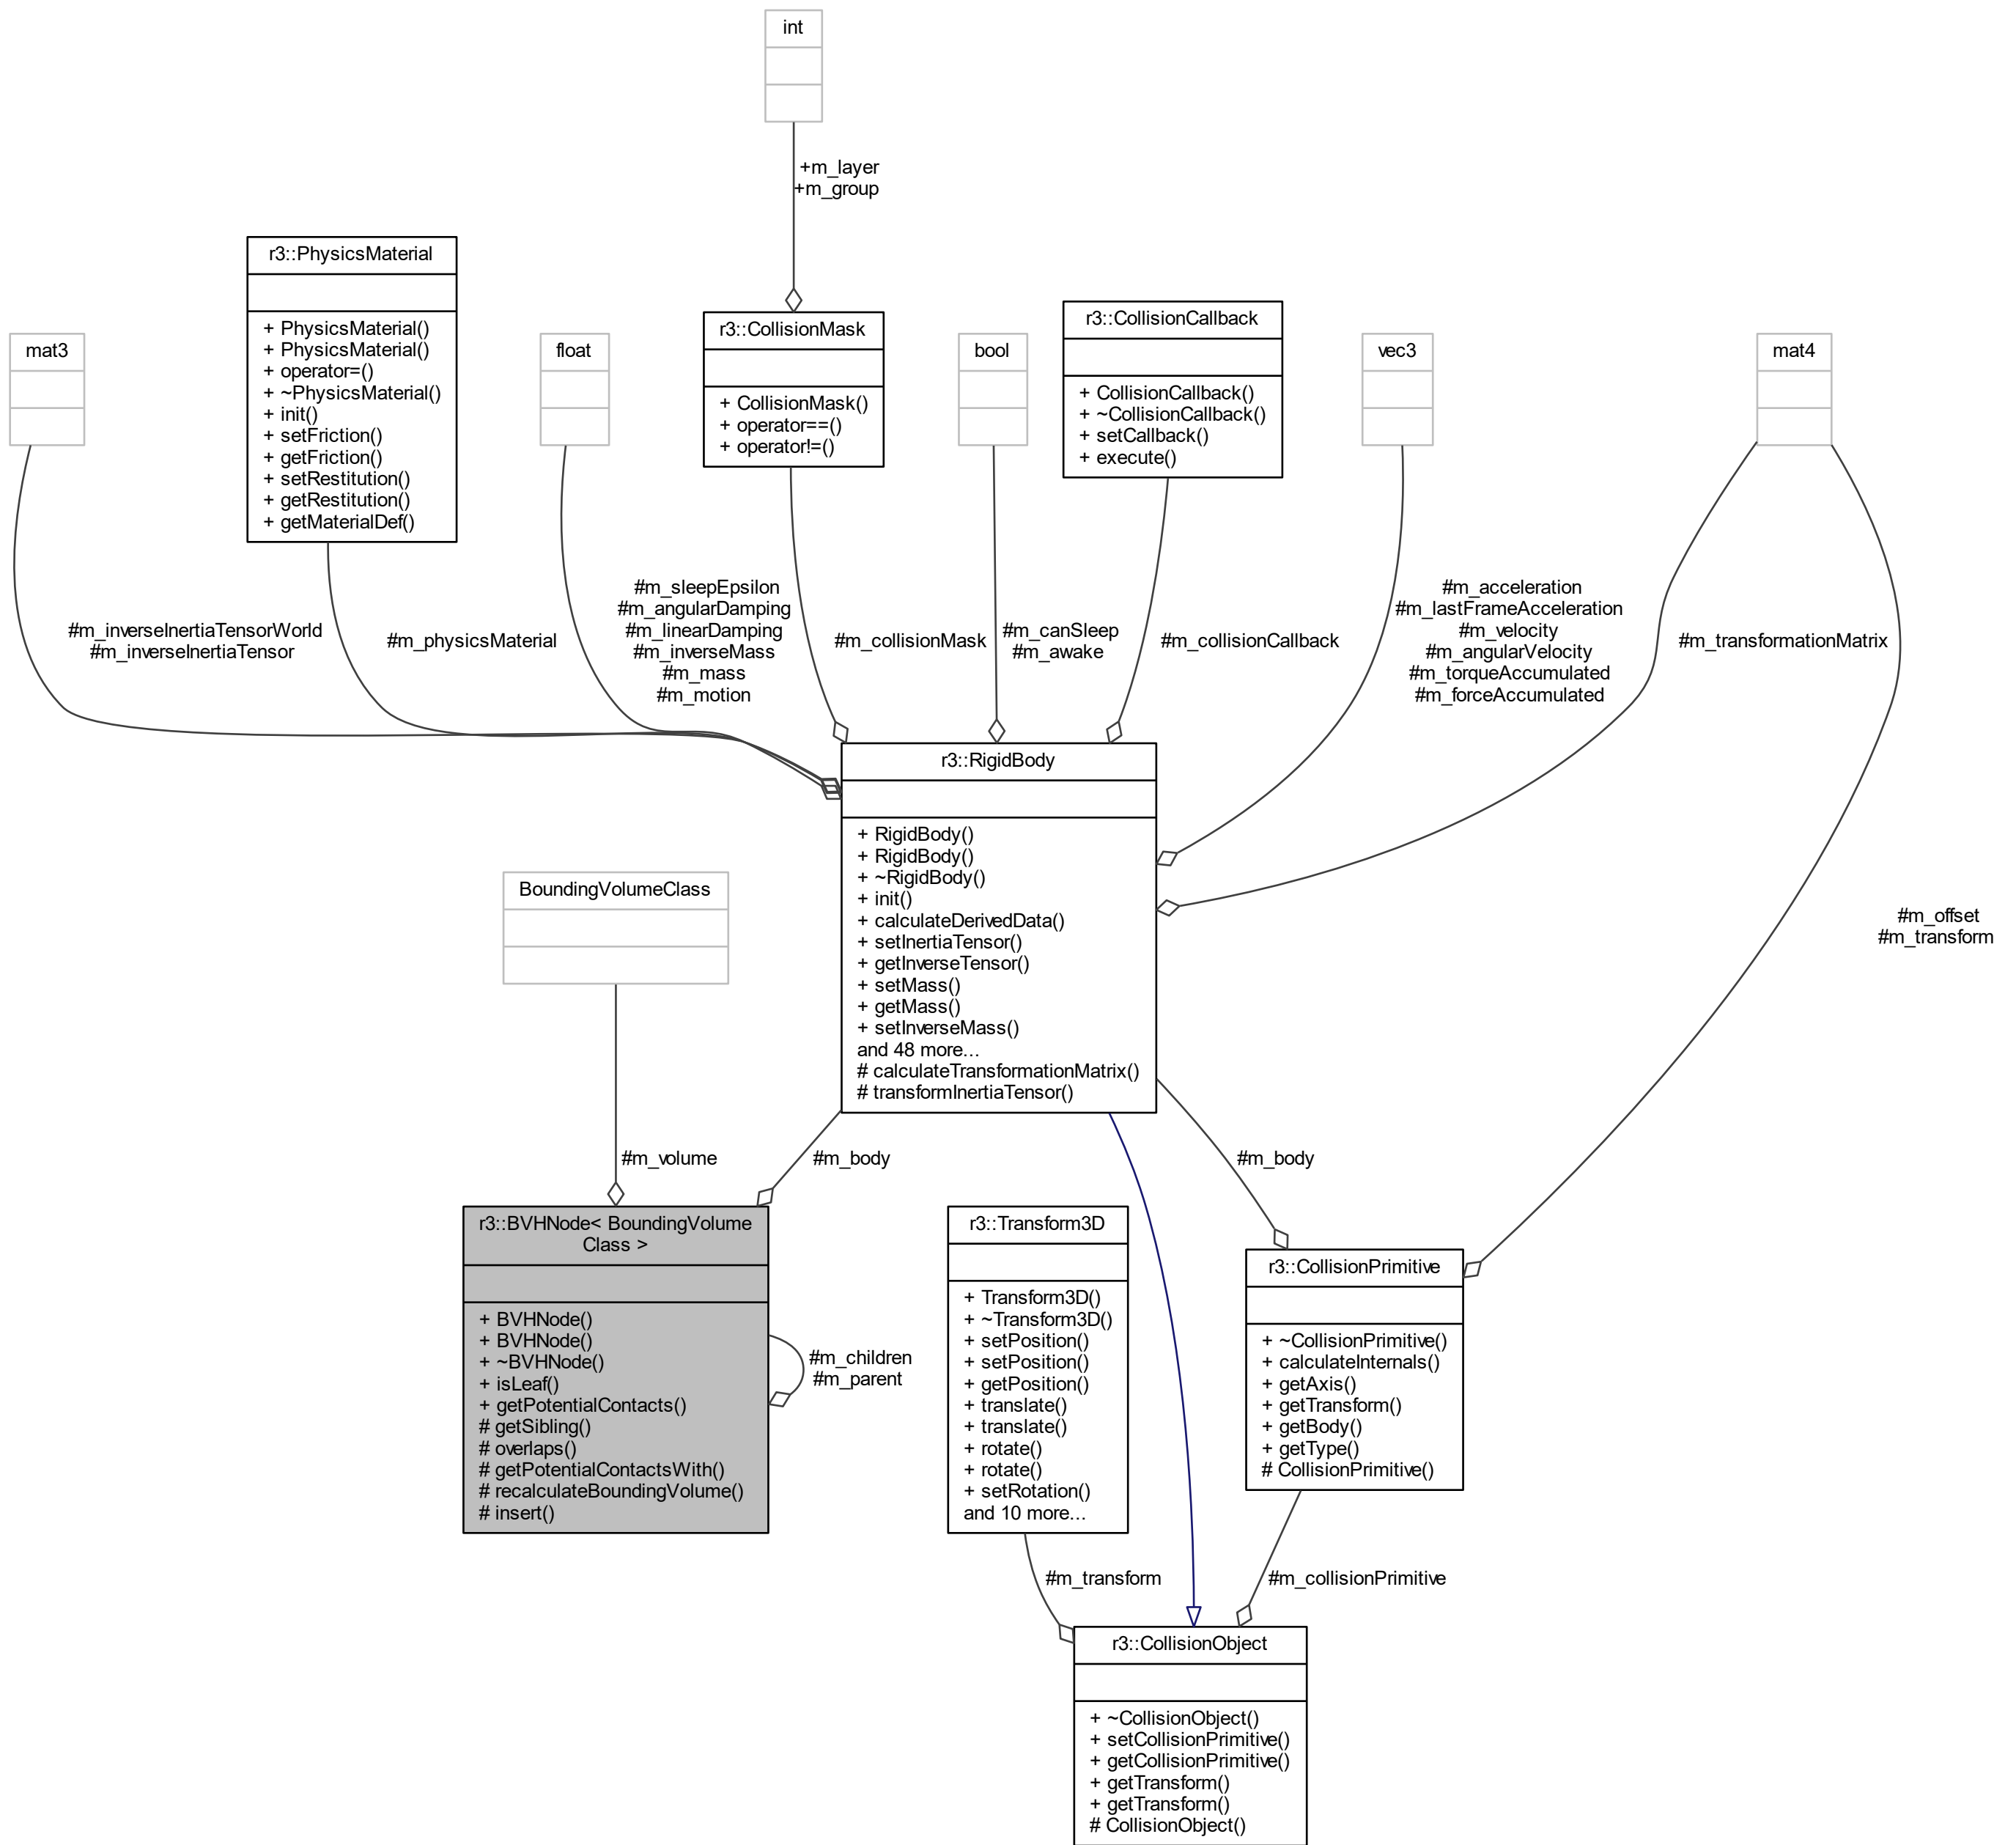 int
+m_layer
+m_group
r3::PhysicsMaterial
+ PhysicsMaterial()
+ PhysicsMaterial()
+ operator=()
+ ~PhysicsMaterial()
+ init()
+ setFriction()
+ getFriction()
+ setRestitution()
+ getRestitution()
+ getMaterialDef()
mat3
float
r3::CollisionMask
+ CollisionMask()
+ operator==()
+ operator!=()
bool
r3::CollisionCallback
+ CollisionCallback()
+ ~CollisionCallback()
+ setCallback()
+ execute()
vec3
mat4
#m_inverseInertiaTensorWorld
#m_inverseInertiaTensor
#m_physicsMaterial
#m_sleepEpsilon
#m_angularDamping
#m_linearDamping
#m_inverseMass
#m_mass
#m_motion
#m_collisionMask
#m_canSleep
#m_awake
#m_collisionCallback
#m_acceleration
#m_lastFrameAcceleration
#m_velocity
#m_angularVelocity
#m_torqueAccumulated
#m_forceAccumulated
#m_transformationMatrix
r3::RigidBody
+ RigidBody()
+ RigidBody()
+ ~RigidBody()
+ init()
+ calculateDerivedData()
+ setInertiaTensor()
+ getInverseTensor()
+ setMass()
+ getMass()
+ setInverseMass()
and 48 more...
# calculateTransformationMatrix()
# transformInertiaTensor()
BoundingVolumeClass
#m_offset
#m_transform
#m_volume
#m_body
#m_body
r3::BVHNode< BoundingVolume
Class >
+ BVHNode()
+ BVHNode()
+ ~BVHNode()
+ isLeaf()
+ getPotentialContacts()
# getSibling()
# overlaps()
# getPotentialContactsWith()
# recalculateBoundingVolume()
# insert()
#m_children
#m_parent
r3::Transform3D
+ Transform3D()
+ ~Transform3D()
+ setPosition()
+ setPosition()
+ getPosition()
+ translate()
+ translate()
+ rotate()
+ rotate()
+ setRotation()
and 10 more...
r3::CollisionPrimitive
+ ~CollisionPrimitive()
+ calculateInternals()
+ getAxis()
+ getTransform()
+ getBody()
+ getType()
# CollisionPrimitive()
#m_transform
#m_collisionPrimitive
r3::CollisionObject
+ ~CollisionObject()
+ setCollisionPrimitive()
+ getCollisionPrimitive()
+ getTransform()
+ getTransform()
# CollisionObject()